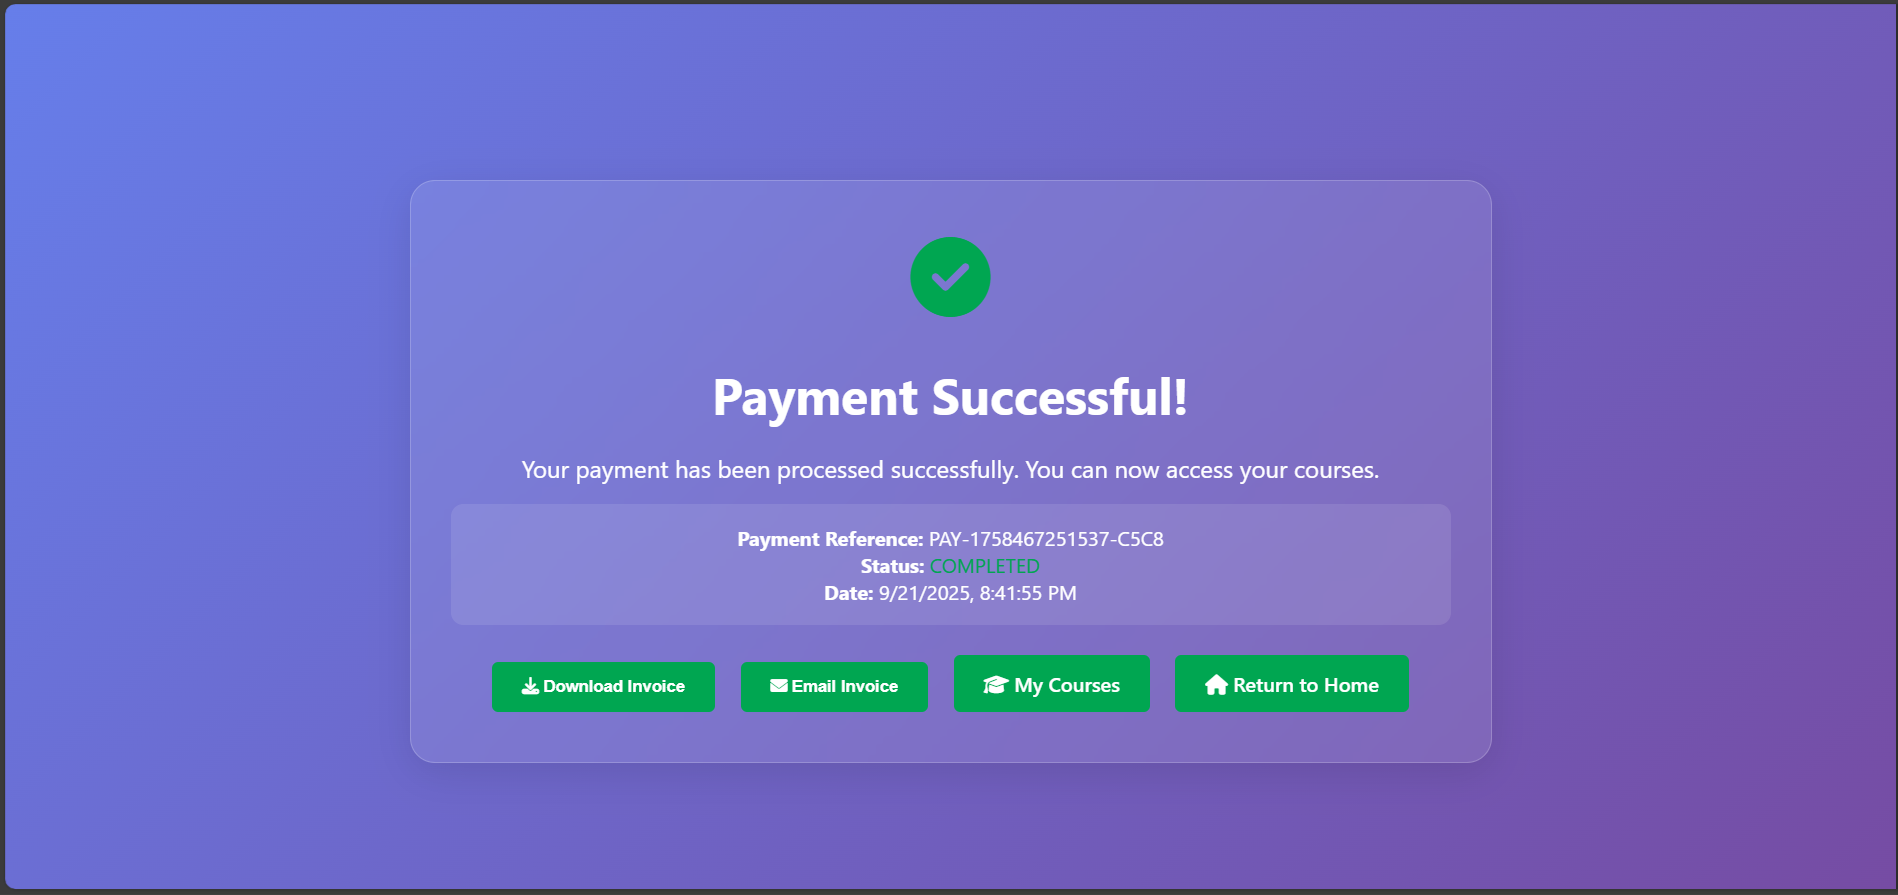 Payment Successful!
Your payment has been processed successfully. You can now access your courses.
Payment Reference: PAY-1758467251537-C5C8
Status: COMPLETED
Date: 9/21/2025, 8:41:55 PM
Download Invoice
Email Invoice
My Courses
Return to Home